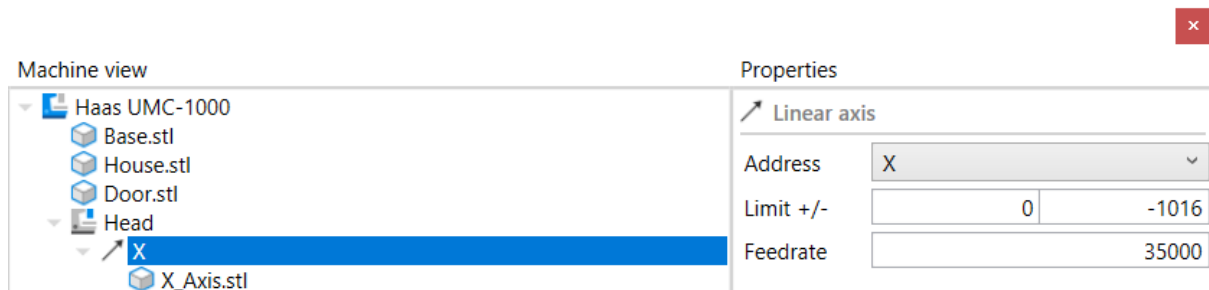 Machine view
Haas UMC-1000
Base.stl
House.stl
Door.stl
Head
X
X_Axis.stl
Properties
Linear axis
Address X
Limit +/- 0 -1016
Feedrate 35000